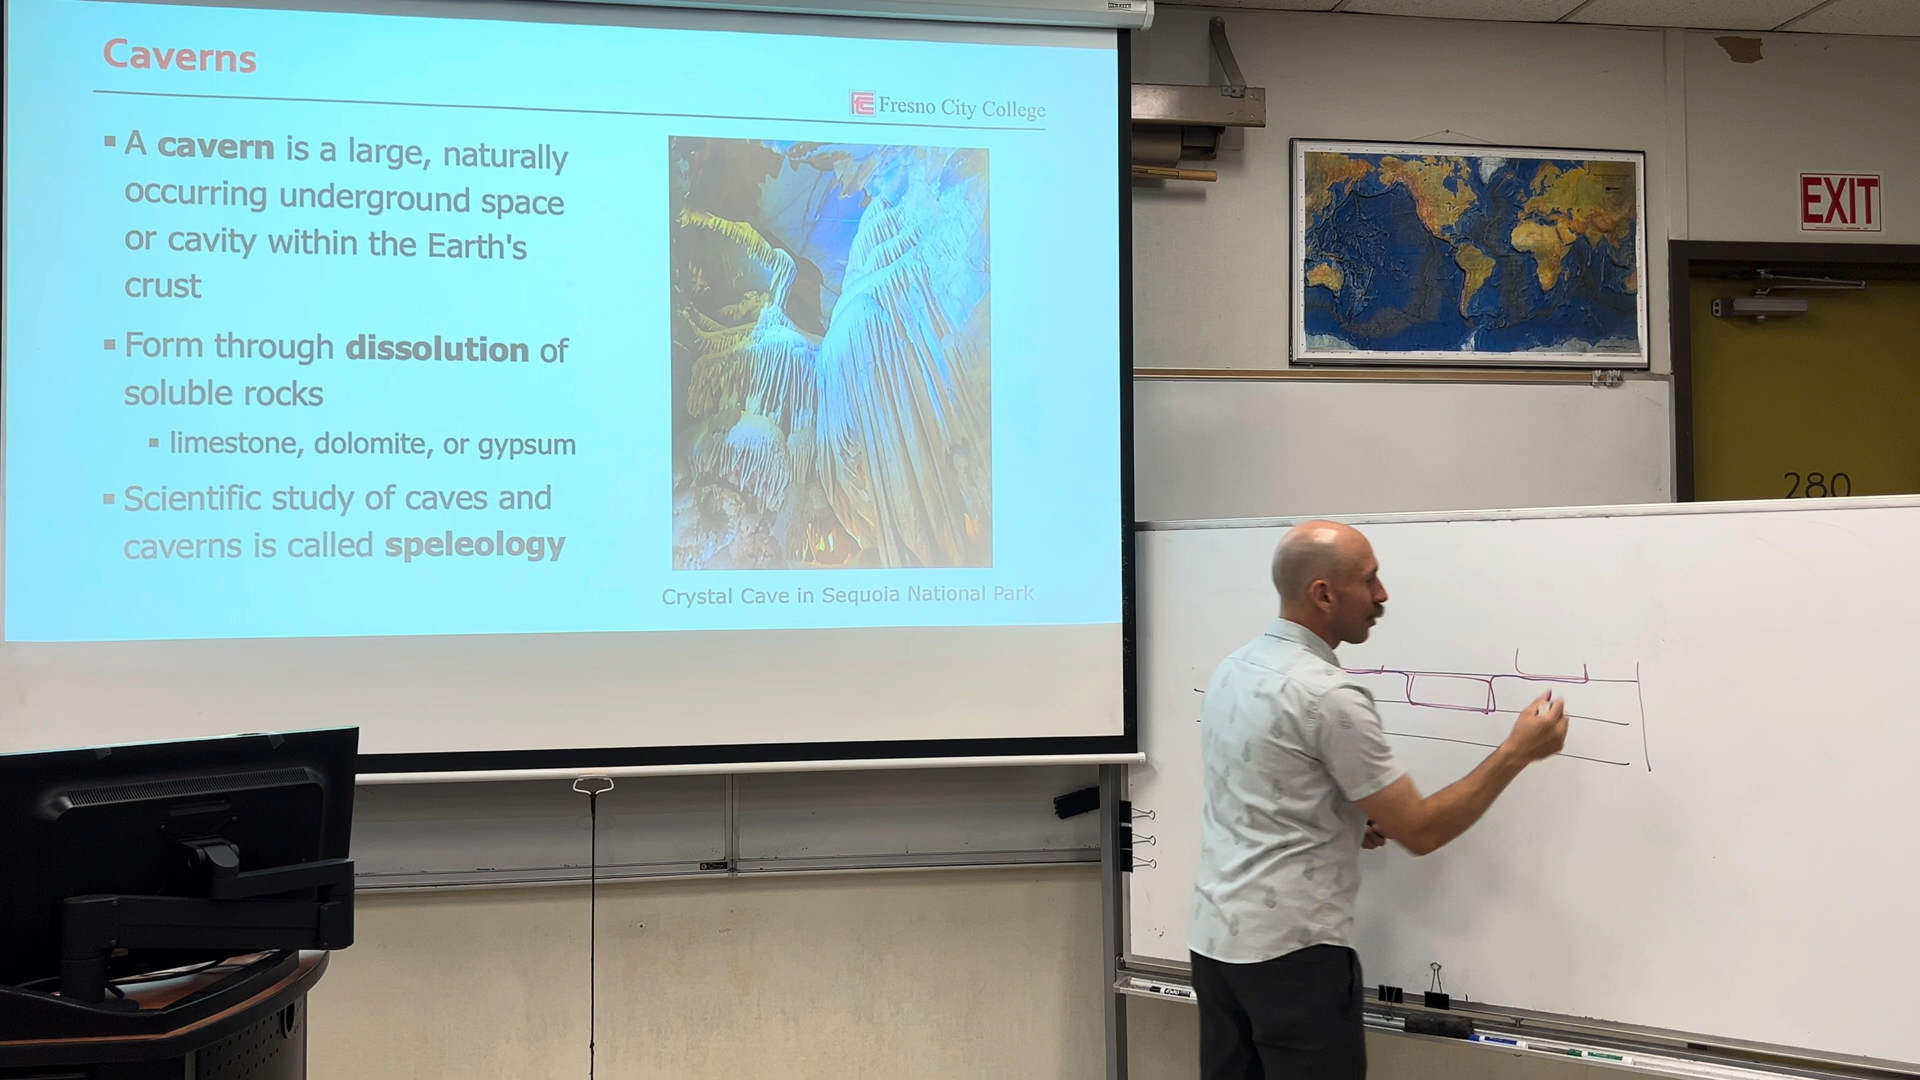 Caverns
Fresno City College
▪ A cavern is a large, naturally
occurring underground space
or cavity within the Earth's
crust
▪ Form through dissolution of
soluble rocks
▪ limestone, dolomite, or gypsum
▪ Scientific study of caves and
caverns is called speleology
Crystal Cave in Sequoia National Park
EXIT
280